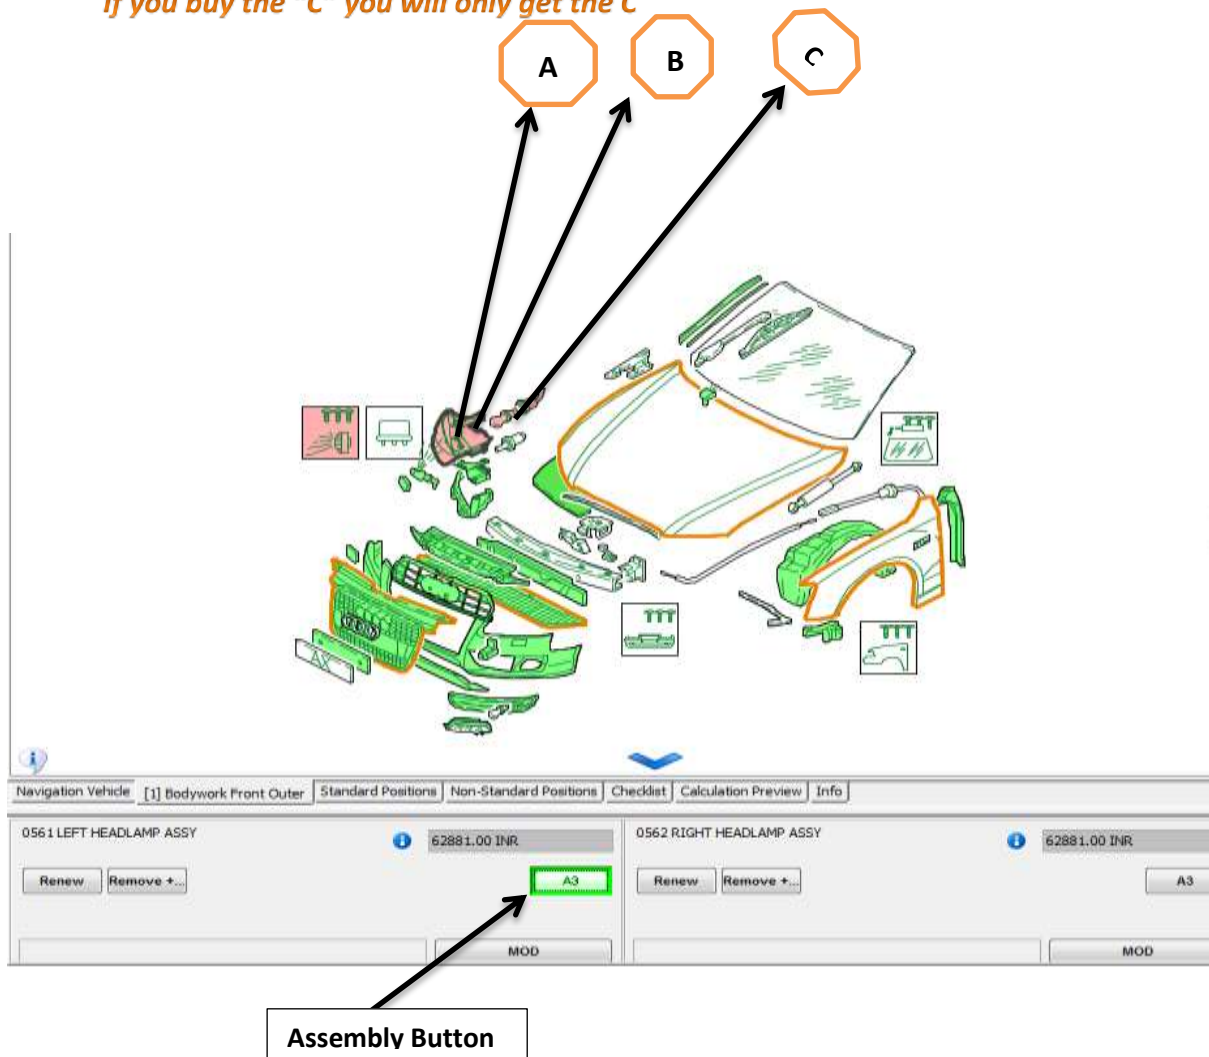 if you buy the "C" you will only get the C
A
B
C
AX
Navigation Vehicle [1] Bodywork Front Outer Standard Positions Non-Standard Positions Checklist Calculation Preview Info
0561 LEFT HEADLAMP ASSY 62881.00 INR 0562 RIGHT HEADLAMP ASSY 62881.00 INR
Renew Remove +... A3 Renew Remove +... A3
MOD MOD
Assembly Button